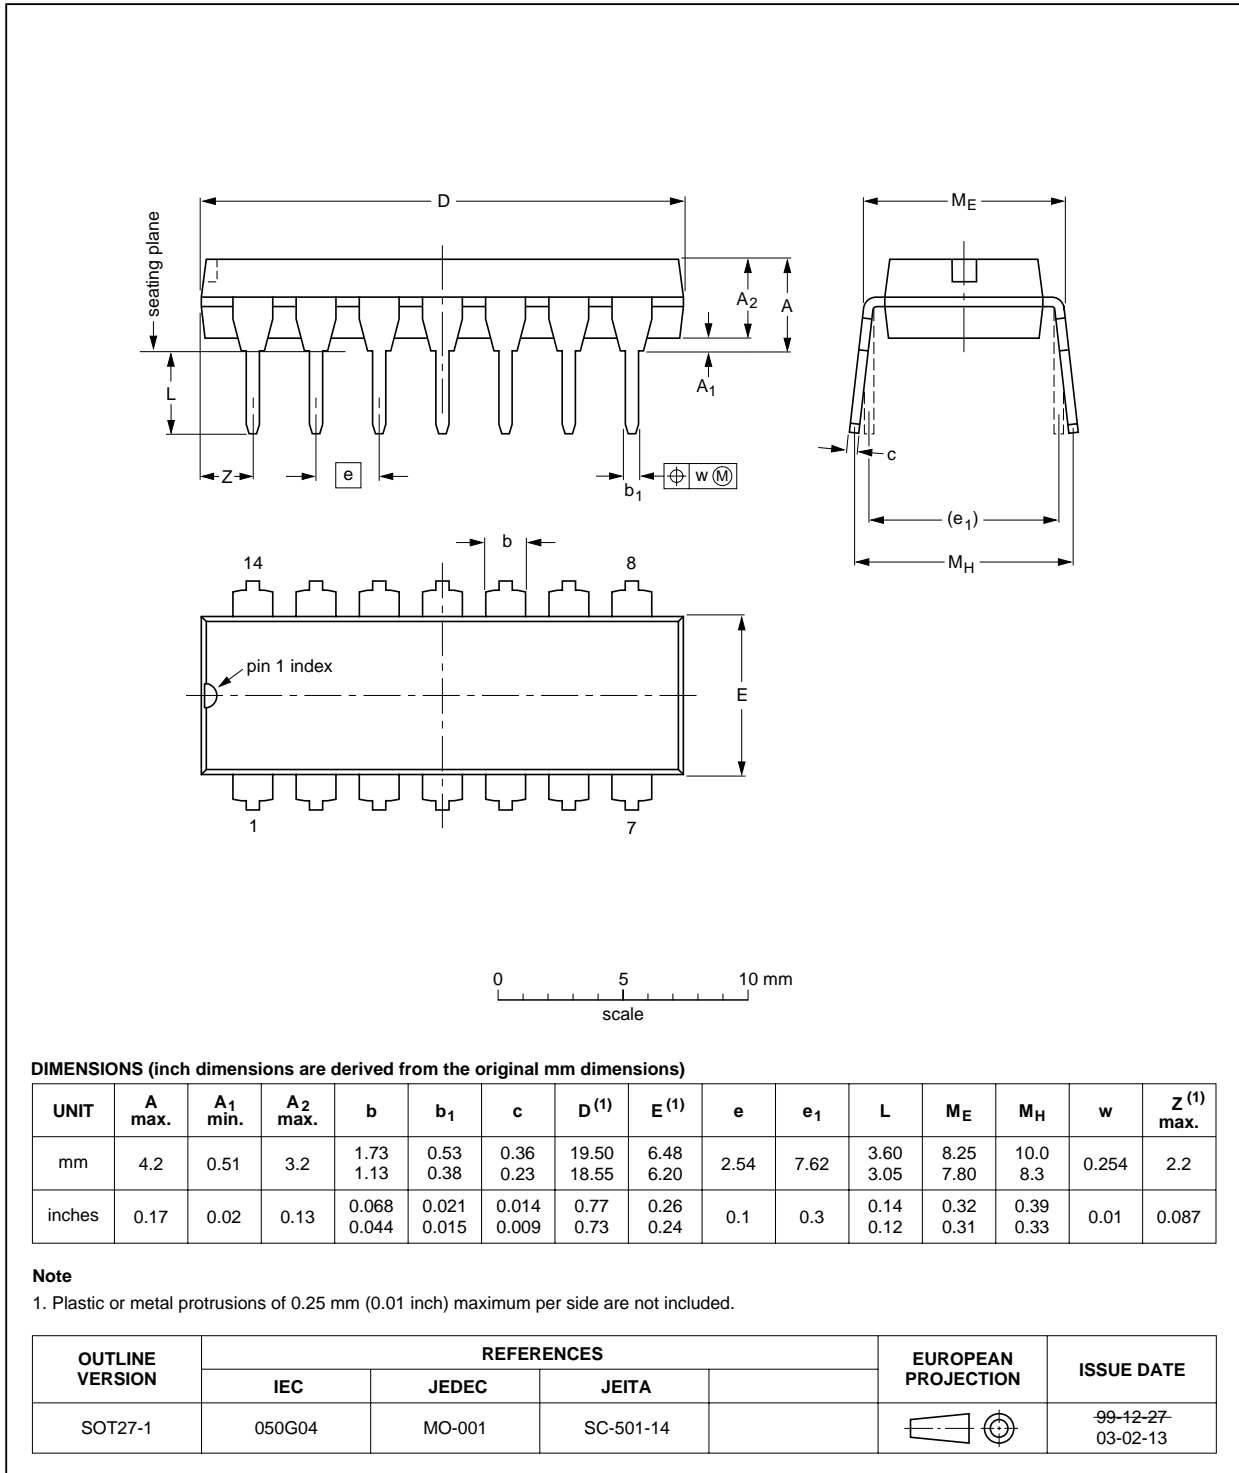 D
M_E
seating plane
A_2
A
A_1
L
c
Z
e
b_1
w Ⓜ
(e_1)
M_H
b
14
8
pin 1 index
E
1
7
0 5 10 mm
scale
DIMENSIONS (inch dimensions are derived from the original mm dimensions)
UNIT A max. A1 min. A2 max. b b1 c D(1) E(1) e e1 L ME MH w Z(1) max.
mm 4.2 0.51 3.2 1.73 1.13 0.53 0.38 0.36 0.23 19.50 18.55 6.48 6.20 2.54 7.62 3.60 3.05 8.25 7.80 10.0 8.3 0.254 2.2
inches 0.17 0.02 0.13 0.068 0.044 0.021 0.015 0.014 0.009 0.77 0.73 0.26 0.24 0.1 0.3 0.14 0.12 0.32 0.31 0.39 0.33 0.01 0.087
Note
1. Plastic or metal protrusions of 0.25 mm (0.01 inch) maximum per side are not included.
OUTLINE VERSION REFERENCES EUROPEAN PROJECTION ISSUE DATE
IEC JEDEC JEITA
SOT27-1 050G04 MO-001 SC-501-14 99-12-27
03-02-13